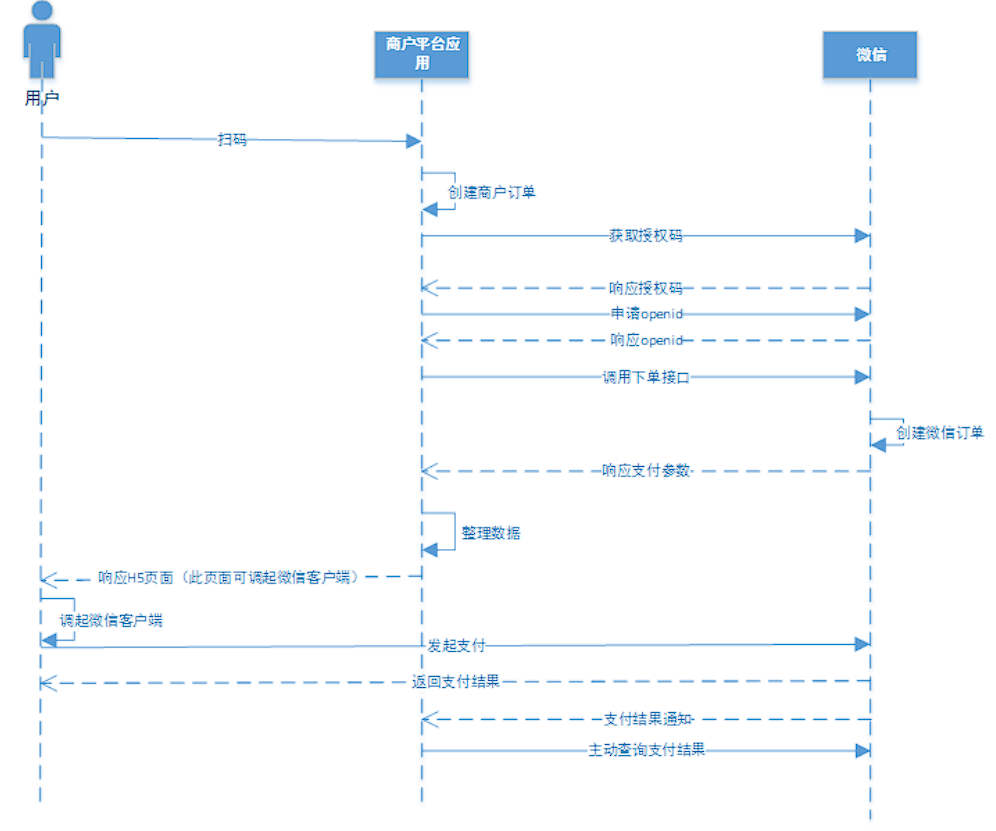 商户平台应
用
微信
用户
扫码
创建商户订单
获取授权码
响应授权码
申请openid
响应openid
调用下单接口
创建微信订单
响应支付参数
整理数据
响应H5页面（此页面可调起微信客户端）
调起微信客户端
发起支付
返回支付结果
支付结果通知
主动查询支付结果